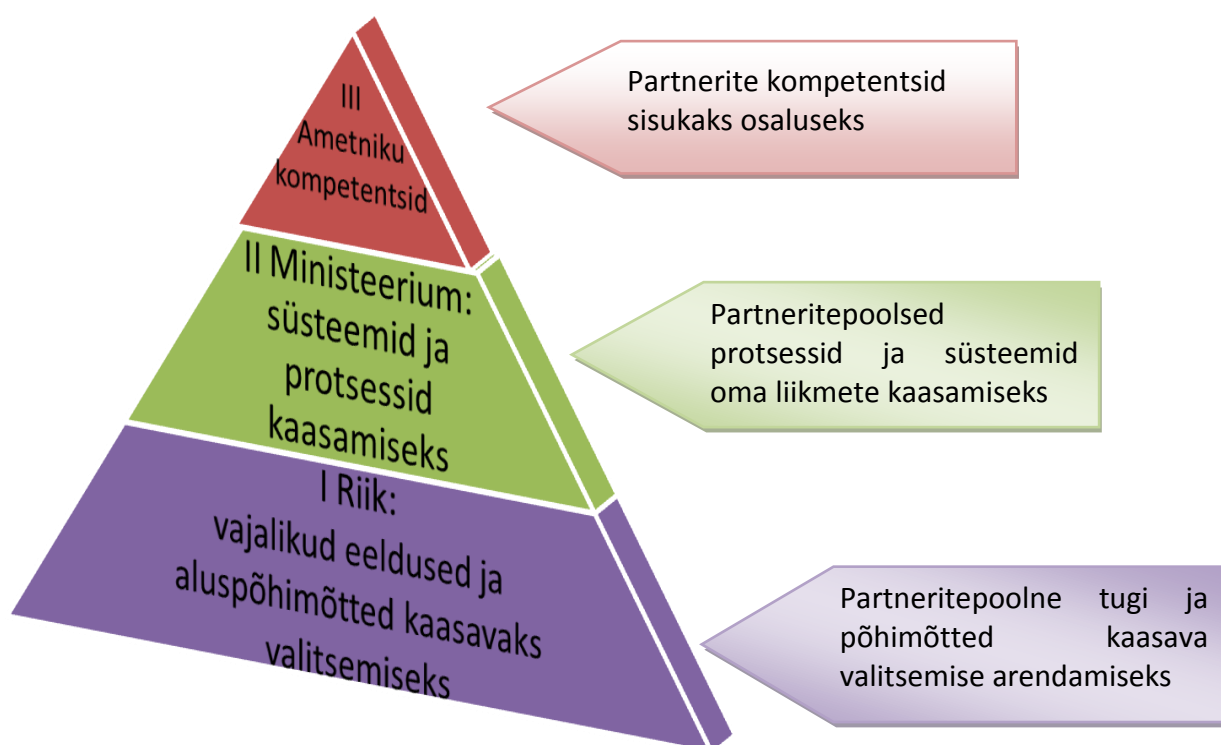 III
Ametniku
kompetentsid
Partnerite kompetentsid
sisukaks osaluseks
II Ministeerium:
süsteemid ja
protsessid
kaasamiseks
Partneritepoolsed
protsessid ja süsteemid
oma liikmete kaasamiseks
I Riik:
vajalikud eeldused ja
aluspõhimõtted kaasavaks
valitsemiseks
Partneritepoolne tugi ja
põhimõtted kaasava
valitsemise arendamiseks